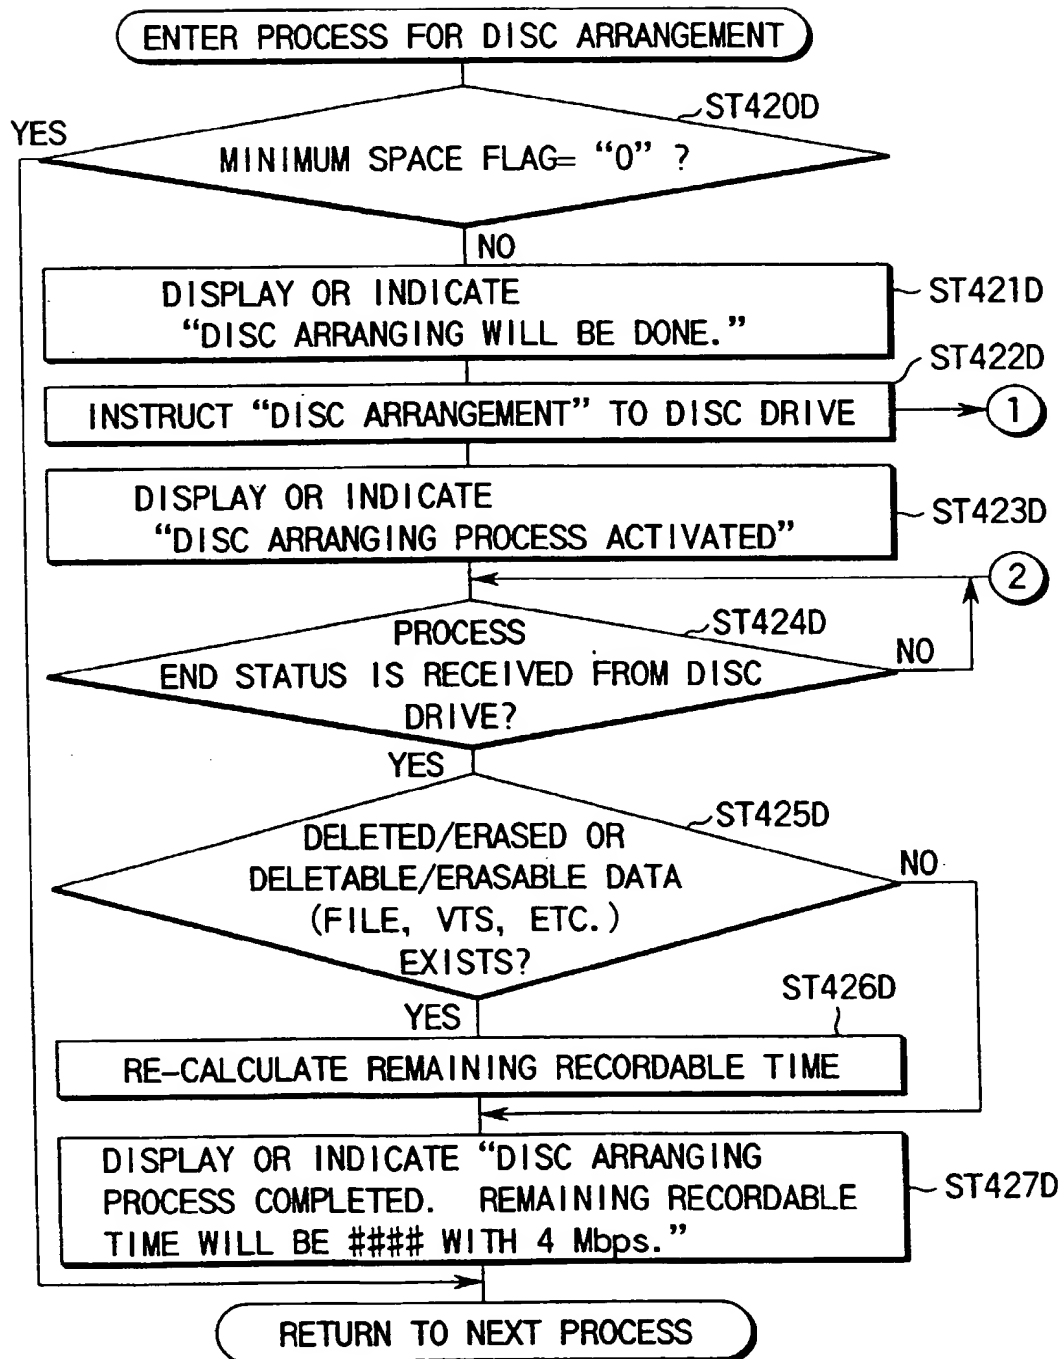 ENTER PROCESS FOR DISC ARRANGEMENT
ST420D
YES
MINIMUM SPACE FLAG= “0” ?
NO
DISPLAY OR INDICATE
“DISC ARRANGING WILL BE DONE.”
ST421D
ST422D
INSTRUCT “DISC ARRANGEMENT” TO DISC DRIVE
1
DISPLAY OR INDICATE
“DISC ARRANGING PROCESS ACTIVATED”
ST423D
2
ST424D
PROCESS
END STATUS IS RECEIVED FROM DISC
DRIVE?
NO
YES
ST425D
DELETED/ERASED OR
DELETABLE/ERASABLE DATA
(FILE, VTS, ETC.)
EXISTS?
NO
YES
ST426D
RE-CALCULATE REMAINING RECORDABLE TIME
DISPLAY OR INDICATE “DISC ARRANGING
PROCESS COMPLETED. REMAINING RECORDABLE
TIME WILL BE #### WITH 4 Mbps.”
ST427D
RETURN TO NEXT PROCESS